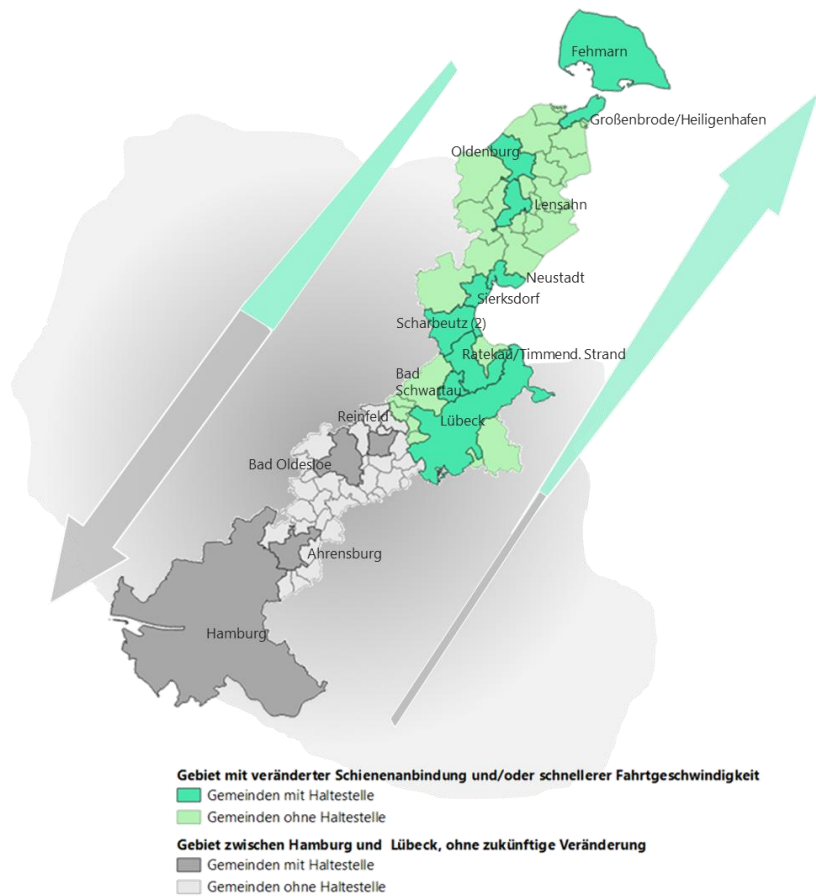 Fehmarn
Großenbrode/Heiligenhafen
Oldenburg
Lensahn
Neustadt
Sierksdorf
Scharbeutz (2)
Ratekau/Timmend. Strand
Bad
Schwartau
Reinfeld
Lübeck
Bad Oldesloe
Ahrensburg
Hamburg
Gebiet mit veränderter Schienenanbindung und/oder schnellerer Fahrtgeschwindigkeit
Gemeinden mit Haltestelle
Gemeinden ohne Haltestelle
Gebiet zwischen Hamburg und Lübeck, ohne zukünftige Veränderung
Gemeinden mit Haltestelle
Gemeinden ohne Haltestelle